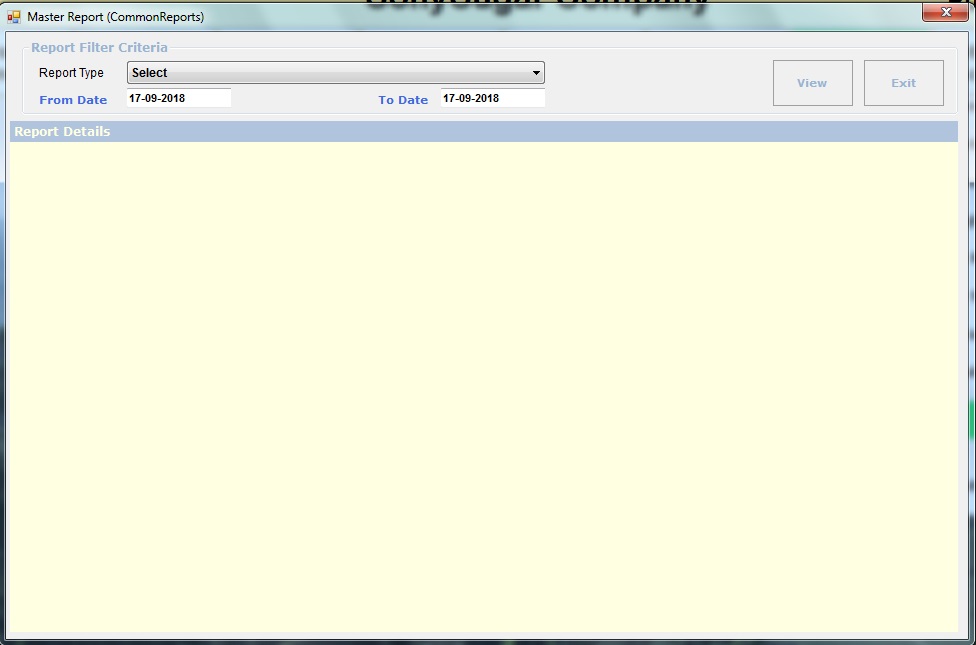 Company
Master Report (CommonReports)
Report Filter Criteria
Report Type Select
From Date 17-09-2018 To Date 17-09-2018
View Exit
Report Details